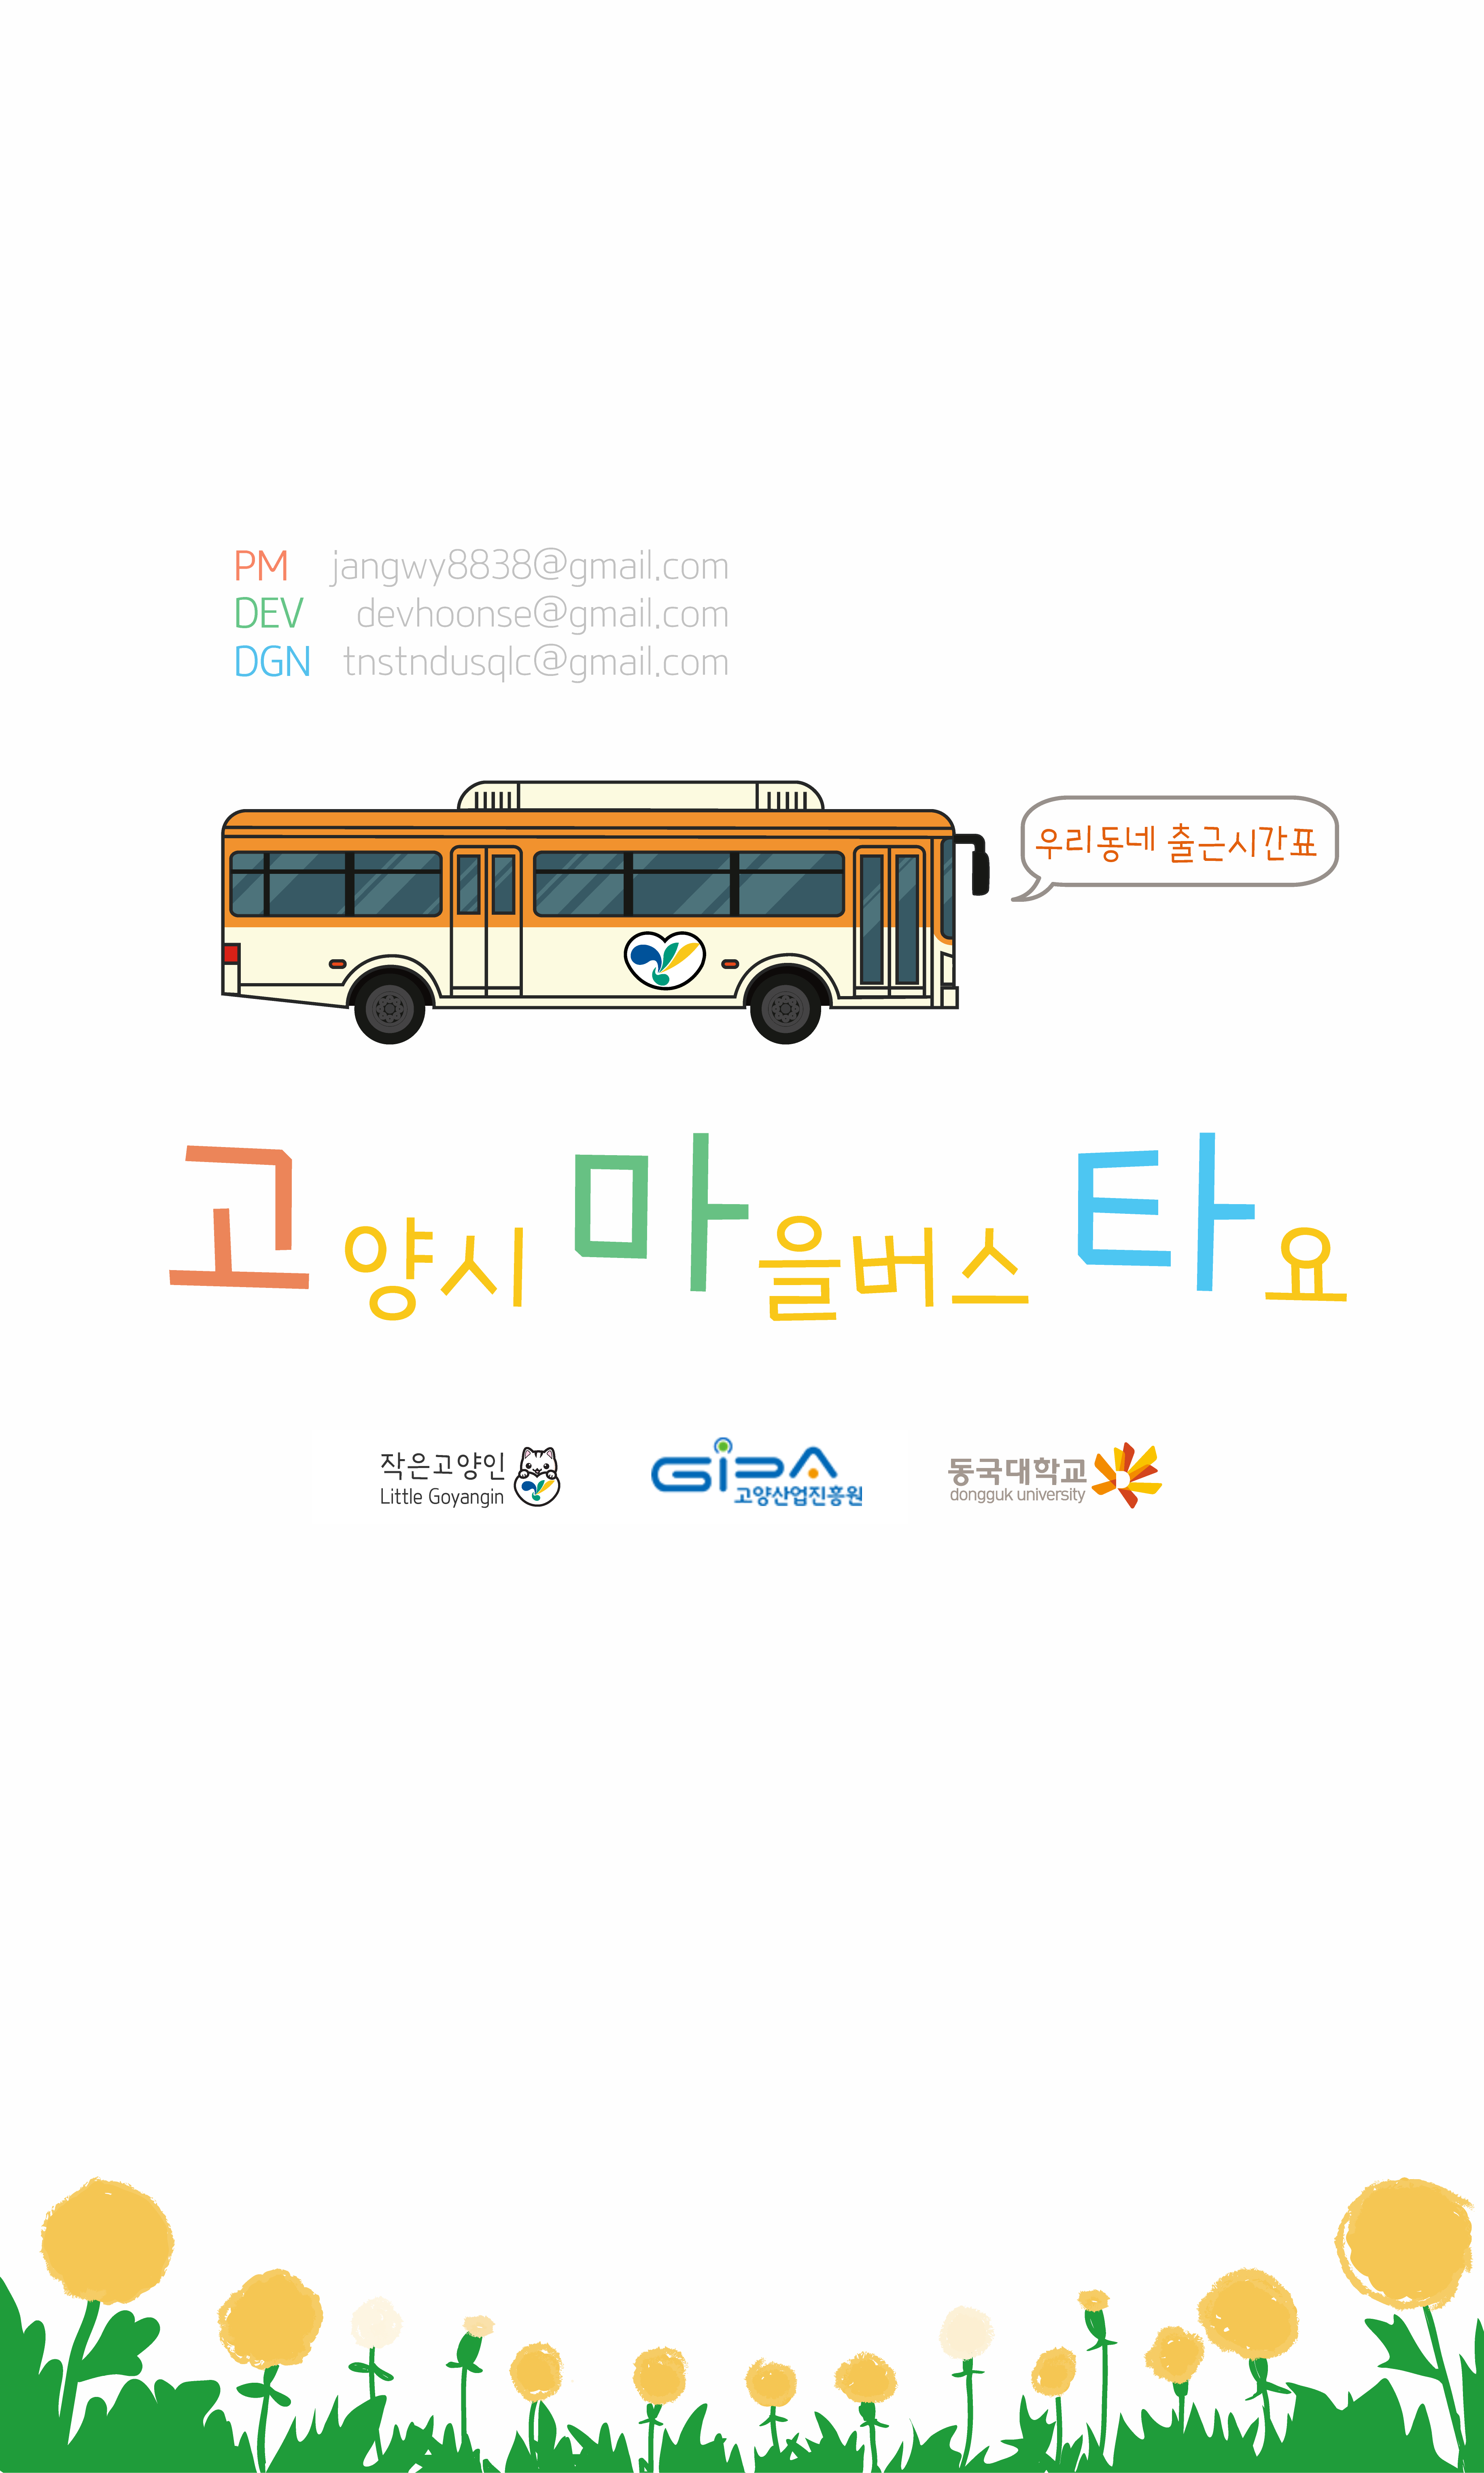 PM jangwy8838@gmail.com
DEV devhoonse@gmail.com
DGN tnstndusqlc@gmail.com
우리동네 출근시간표
고양시 마을버스 타요
작은고양인
Little Goyangin
GIPA
고양산업진흥원
동국대학교
dongguk university